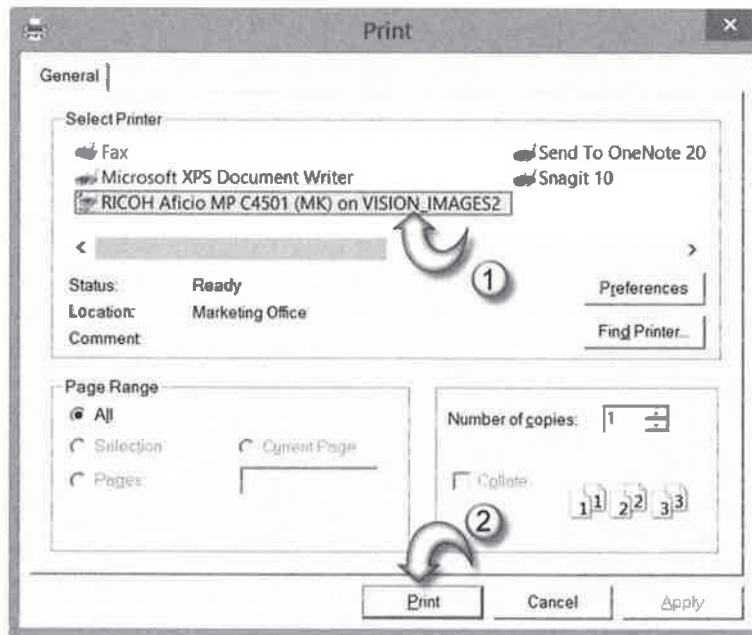 Print
General
Select Printer
Fax
Send To OneNote 20
Microsoft XPS Document Writer
Snagit 10
RICOH Aficio MP C4501 (MK) on VISION_IMAGES2
1
Status: Ready
Preferences
Location: Marketing Office
Comment
Find Printer...
Page Range
All
Number of copies: 1
Selection
Current Page
Pages:
Collate
1 1 2 2 3 3
2
Print
Cancel
Apply